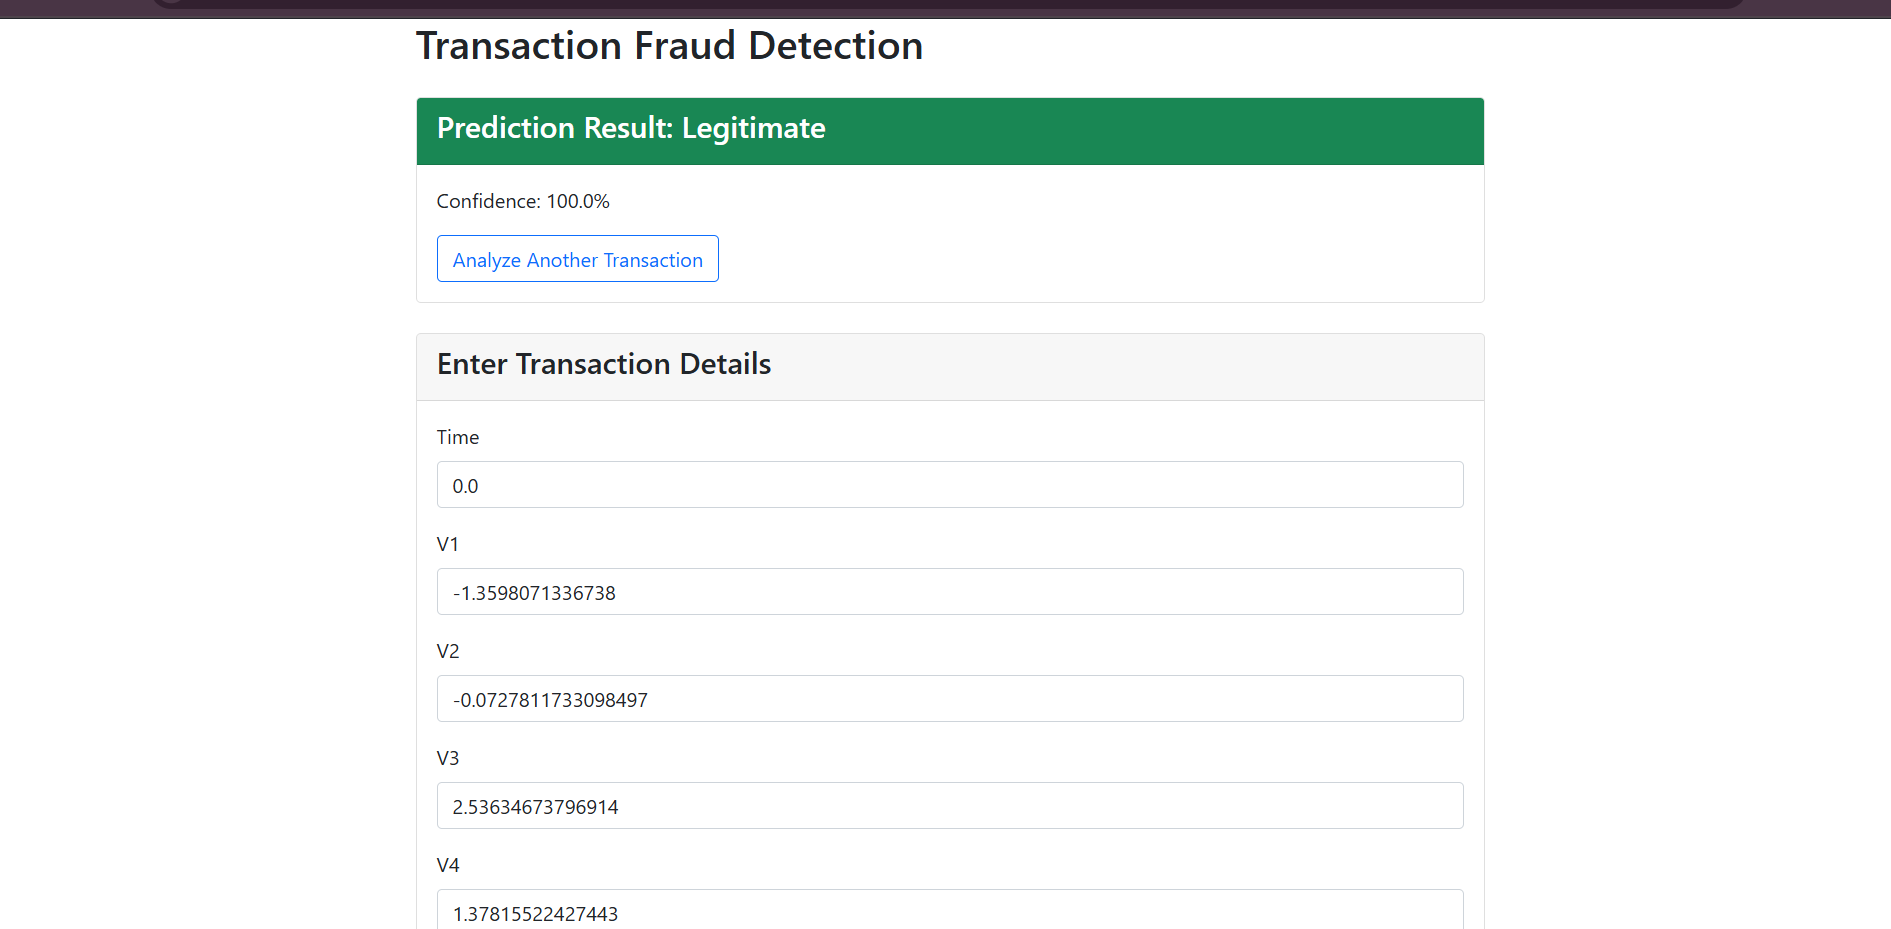 Transaction Fraud Detection
Prediction Result: Legitimate
Confidence: 100.0%
Analyze Another Transaction
Enter Transaction Details
Time
0.0
V1
-1.3598071336738
V2
-0.0727811733098497
V3
2.53634673796914
V4
1.37815522427443